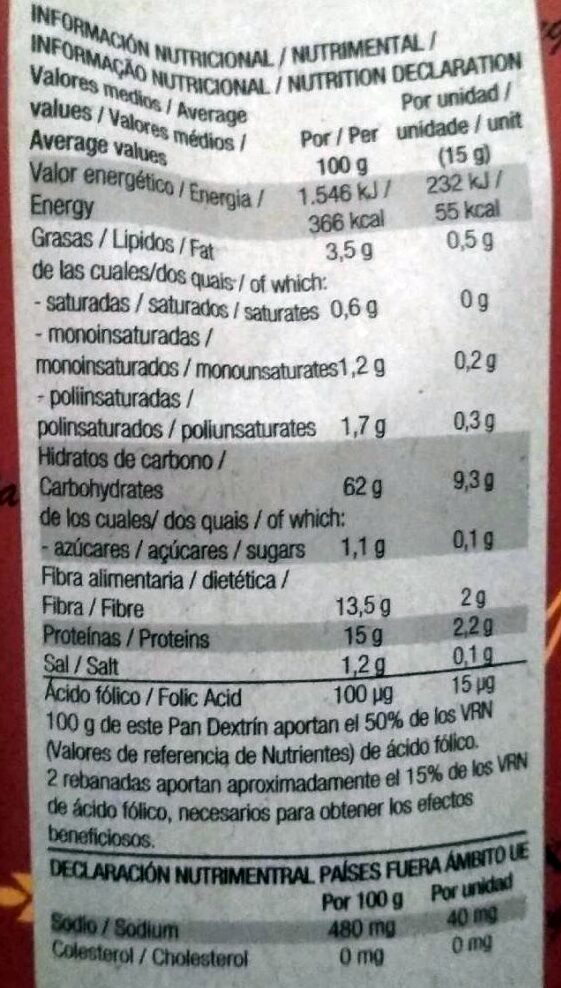 INFORMACIÓN NUTRICIONAL / NUTRIMENTAL /
INFORMAÇÃO NUTRICIONAL / NUTRITION DECLARATION
Valores medios / Average
values / Valores médios /
Average values
Por / Per 100 g
Por unidad / unidade / unit (15 g)
Valor energético / Energia / Energy 1.546 kJ / 366 kcal 232 kJ / 55 kcal
Grasas / Lipidos / Fat 3,5 g 0,5 g
de las cuales/dos quais / of which:
- saturadas / saturados / saturates 0,6 g 0 g
- monoinsaturadas /
monoinsaturados / monounsaturates 1,2 g 0,2 g
- poliinsaturadas /
polinsaturados / poliunsaturates 1,7 g 0,3 g
Hidratos de carbono /
Carbohydrates 62 g 9,3 g
de los cuales/ dos quais / of which:
- azúcares / açúcares / sugars 1,1 g 0,1 g
Fibra alimentaria / dietética /
Fibra / Fibre 13,5 g 2 g
Proteínas / Proteins 15 g 2,2 g
Sal / Salt 1,2 g 0,1 g
Ácido fólico / Folic Acid 100 µg 15 µg
100 g de este Pan Dextrín aportan el 50% de los VRN
(Valores de referencia de Nutrientes) de ácido fólico.
2 rebanadas aportan aproximadamente el 15% de los VRN
de ácido fólico, necesarios para obtener los efectos
beneficiosos.
DECLARACIÓN NUTRIMENTRAL PAÍSES FUERA ÁMBITO UE
Por 100 g Por unidad
Sodio / Sodium 480 mg 40 mg
Colesterol / Cholesterol 0 mg 0 mg